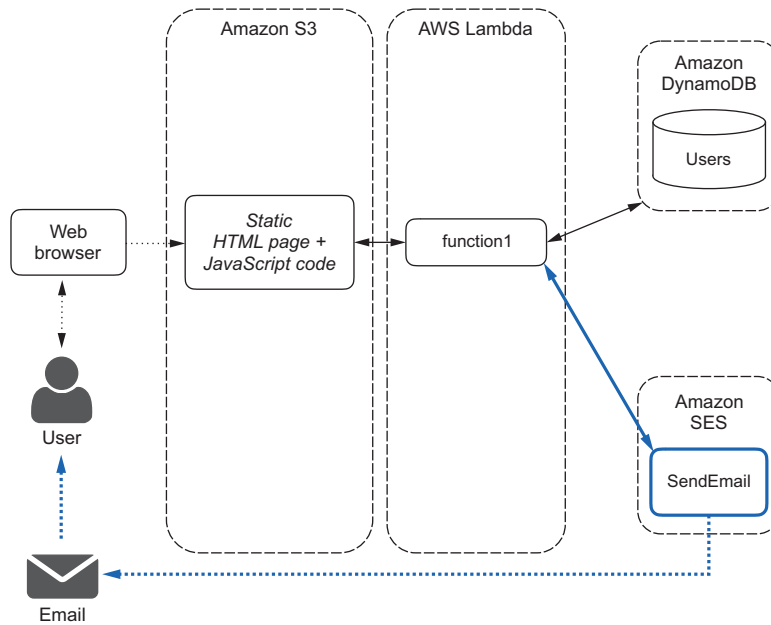 Amazon S3
AWS Lambda
Amazon
DynamoDB
Users
Web
browser
Static
HTML page +
JavaScript code
function1
User
Amazon
SES
SendEmail
Email